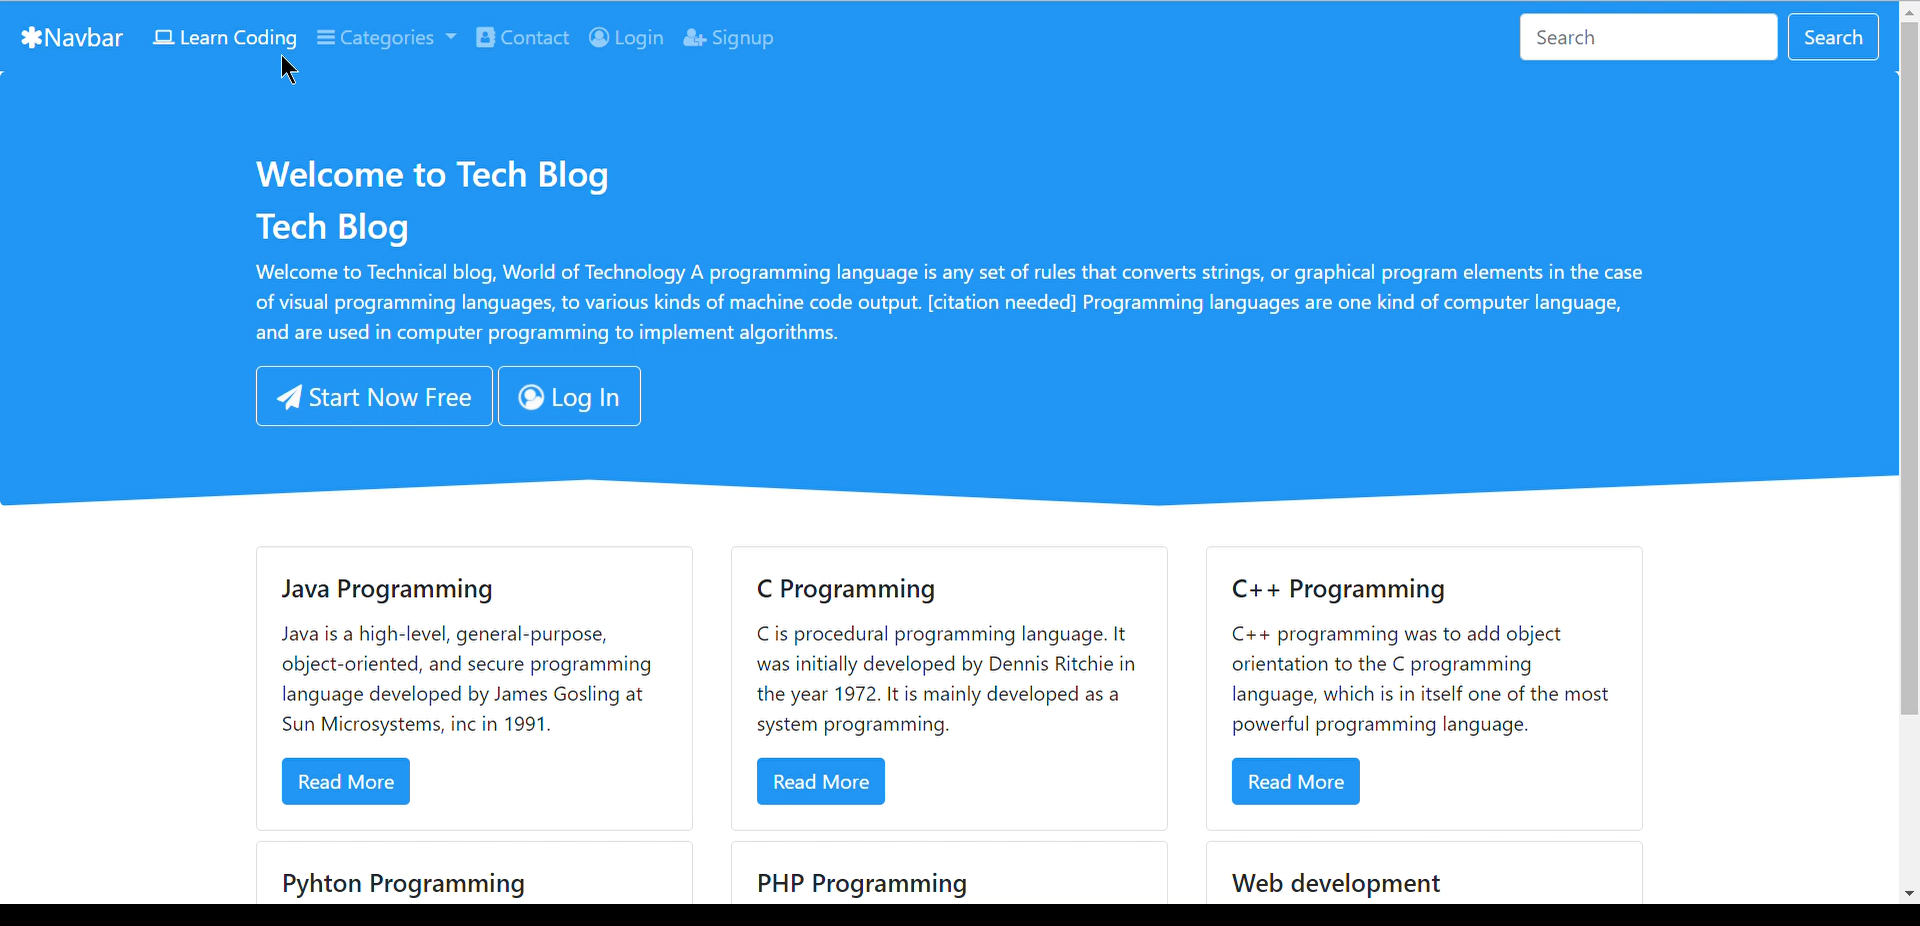 Navbar Learn Coding Categories Contact Login Signup Search Search
Welcome to Tech Blog
Tech Blog
Welcome to Technical blog, World of Technology A programming language is any set of rules that converts strings, or graphical program elements in the case
of visual programming languages, to various kinds of machine code output. [citation needed] Programming languages are one kind of computer language,
and are used in computer programming to implement algorithms.
Start Now Free Log In
Java Programming
Java is a high-level, general-purpose,
object-oriented, and secure programming
language developed by James Gosling at
Sun Microsystems, inc in 1991.
Read More
C Programming
C is procedural programming language. It
was initially developed by Dennis Ritchie in
the year 1972. It is mainly developed as a
system programming.
Read More
C++ Programming
C++ programming was to add object
orientation to the C programming
language, which is in itself one of the most
powerful programming language.
Read More
Pyhton Programming
PHP Programming
Web development